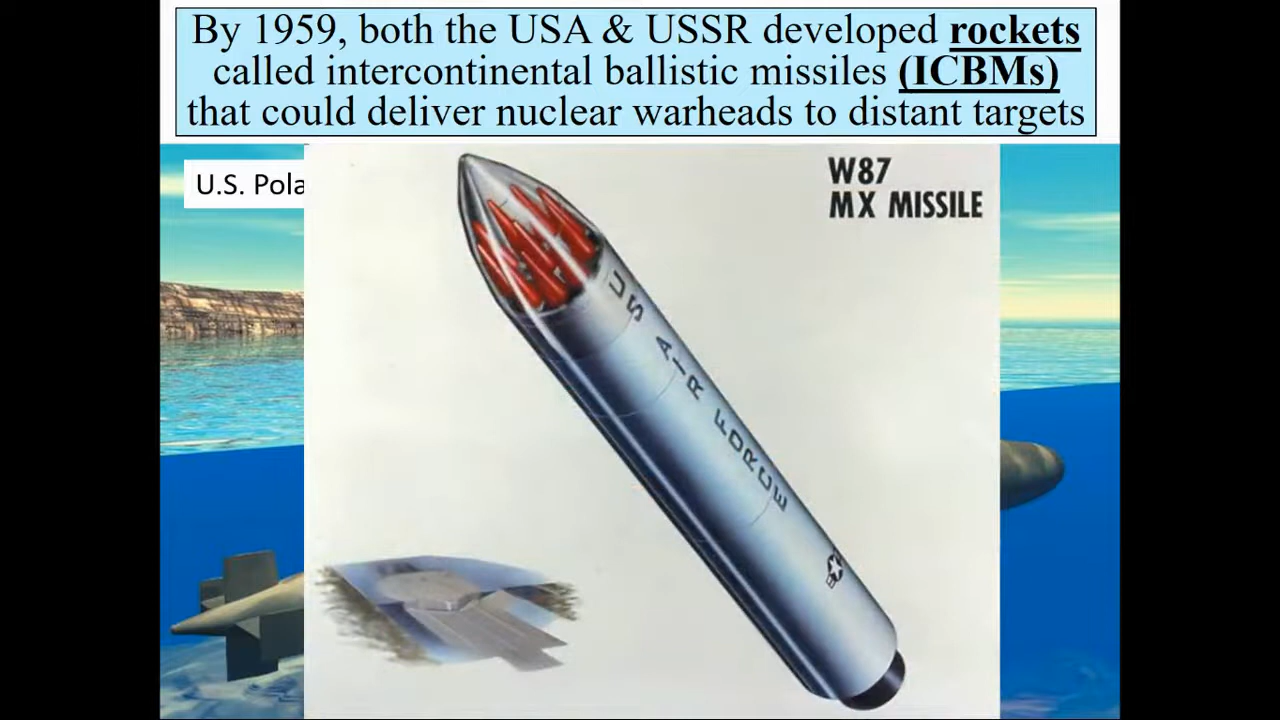 By 1959, both the USA & USSR developed rockets
called intercontinental ballistic missiles (ICBMs)
that could deliver nuclear warheads to distant targets
U.S. Pola
W87
MX MISSILE
US AIR FORCE